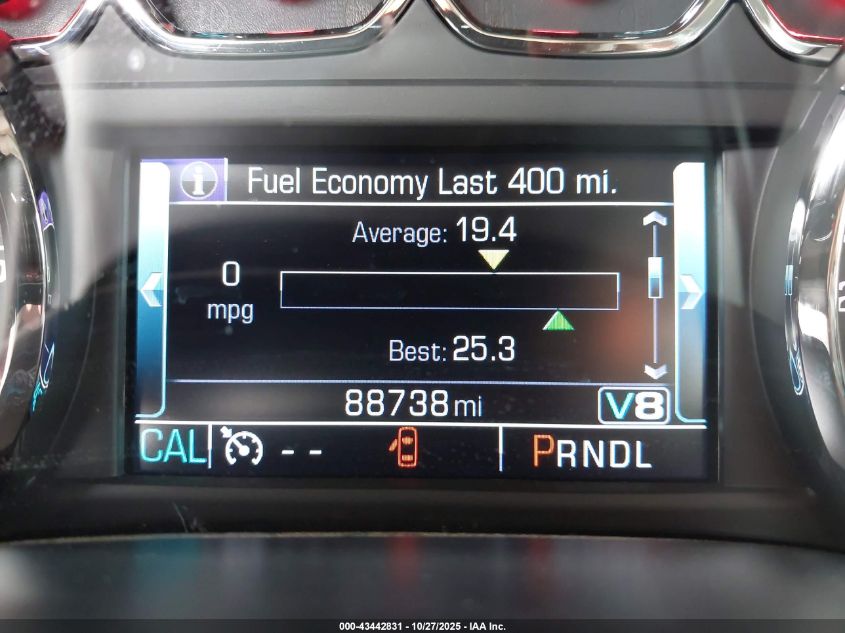 Fuel Economy Last 400 mi.
Average: 19.4
0
mpg
Best: 25.3
88738 mi
V8
CAL
--
PRNDL
000-43442831 - 10/27/2025 - IAA Inc.